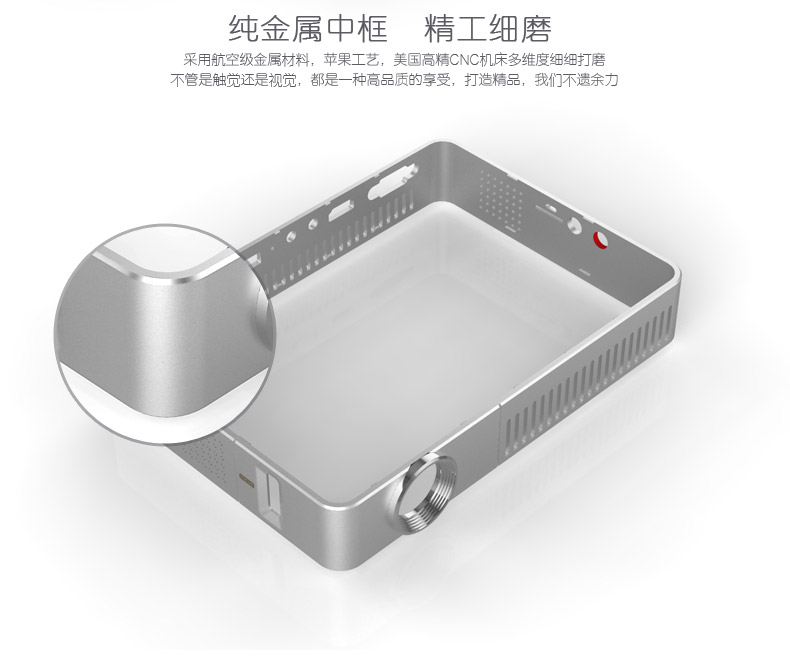 纯金属中框 精工细磨
采用航空级金属材料，苹果工艺，美国高精CNC机床多维度细细打磨
不管是触觉还是视觉，都是一种高品质的享受，打造精品，我们不遗余力